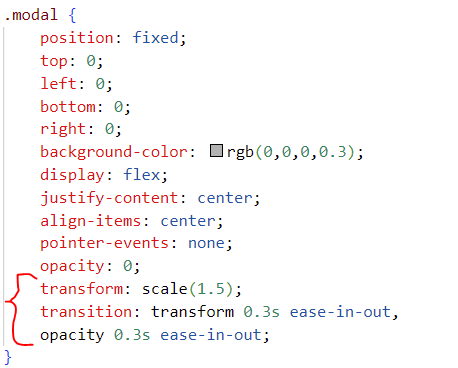 .modal {
position: fixed;
top: 0;
left: 0;
bottom: 0;
right: 0;
background-color: rgb(0,0,0,0.3);
display: flex;
justify-content: center;
align-items: center;
pointer-events: none;
opacity: 0;
transform: scale(1.5);
transition: transform 0.3s ease-in-out,
opacity 0.3s ease-in-out;
}